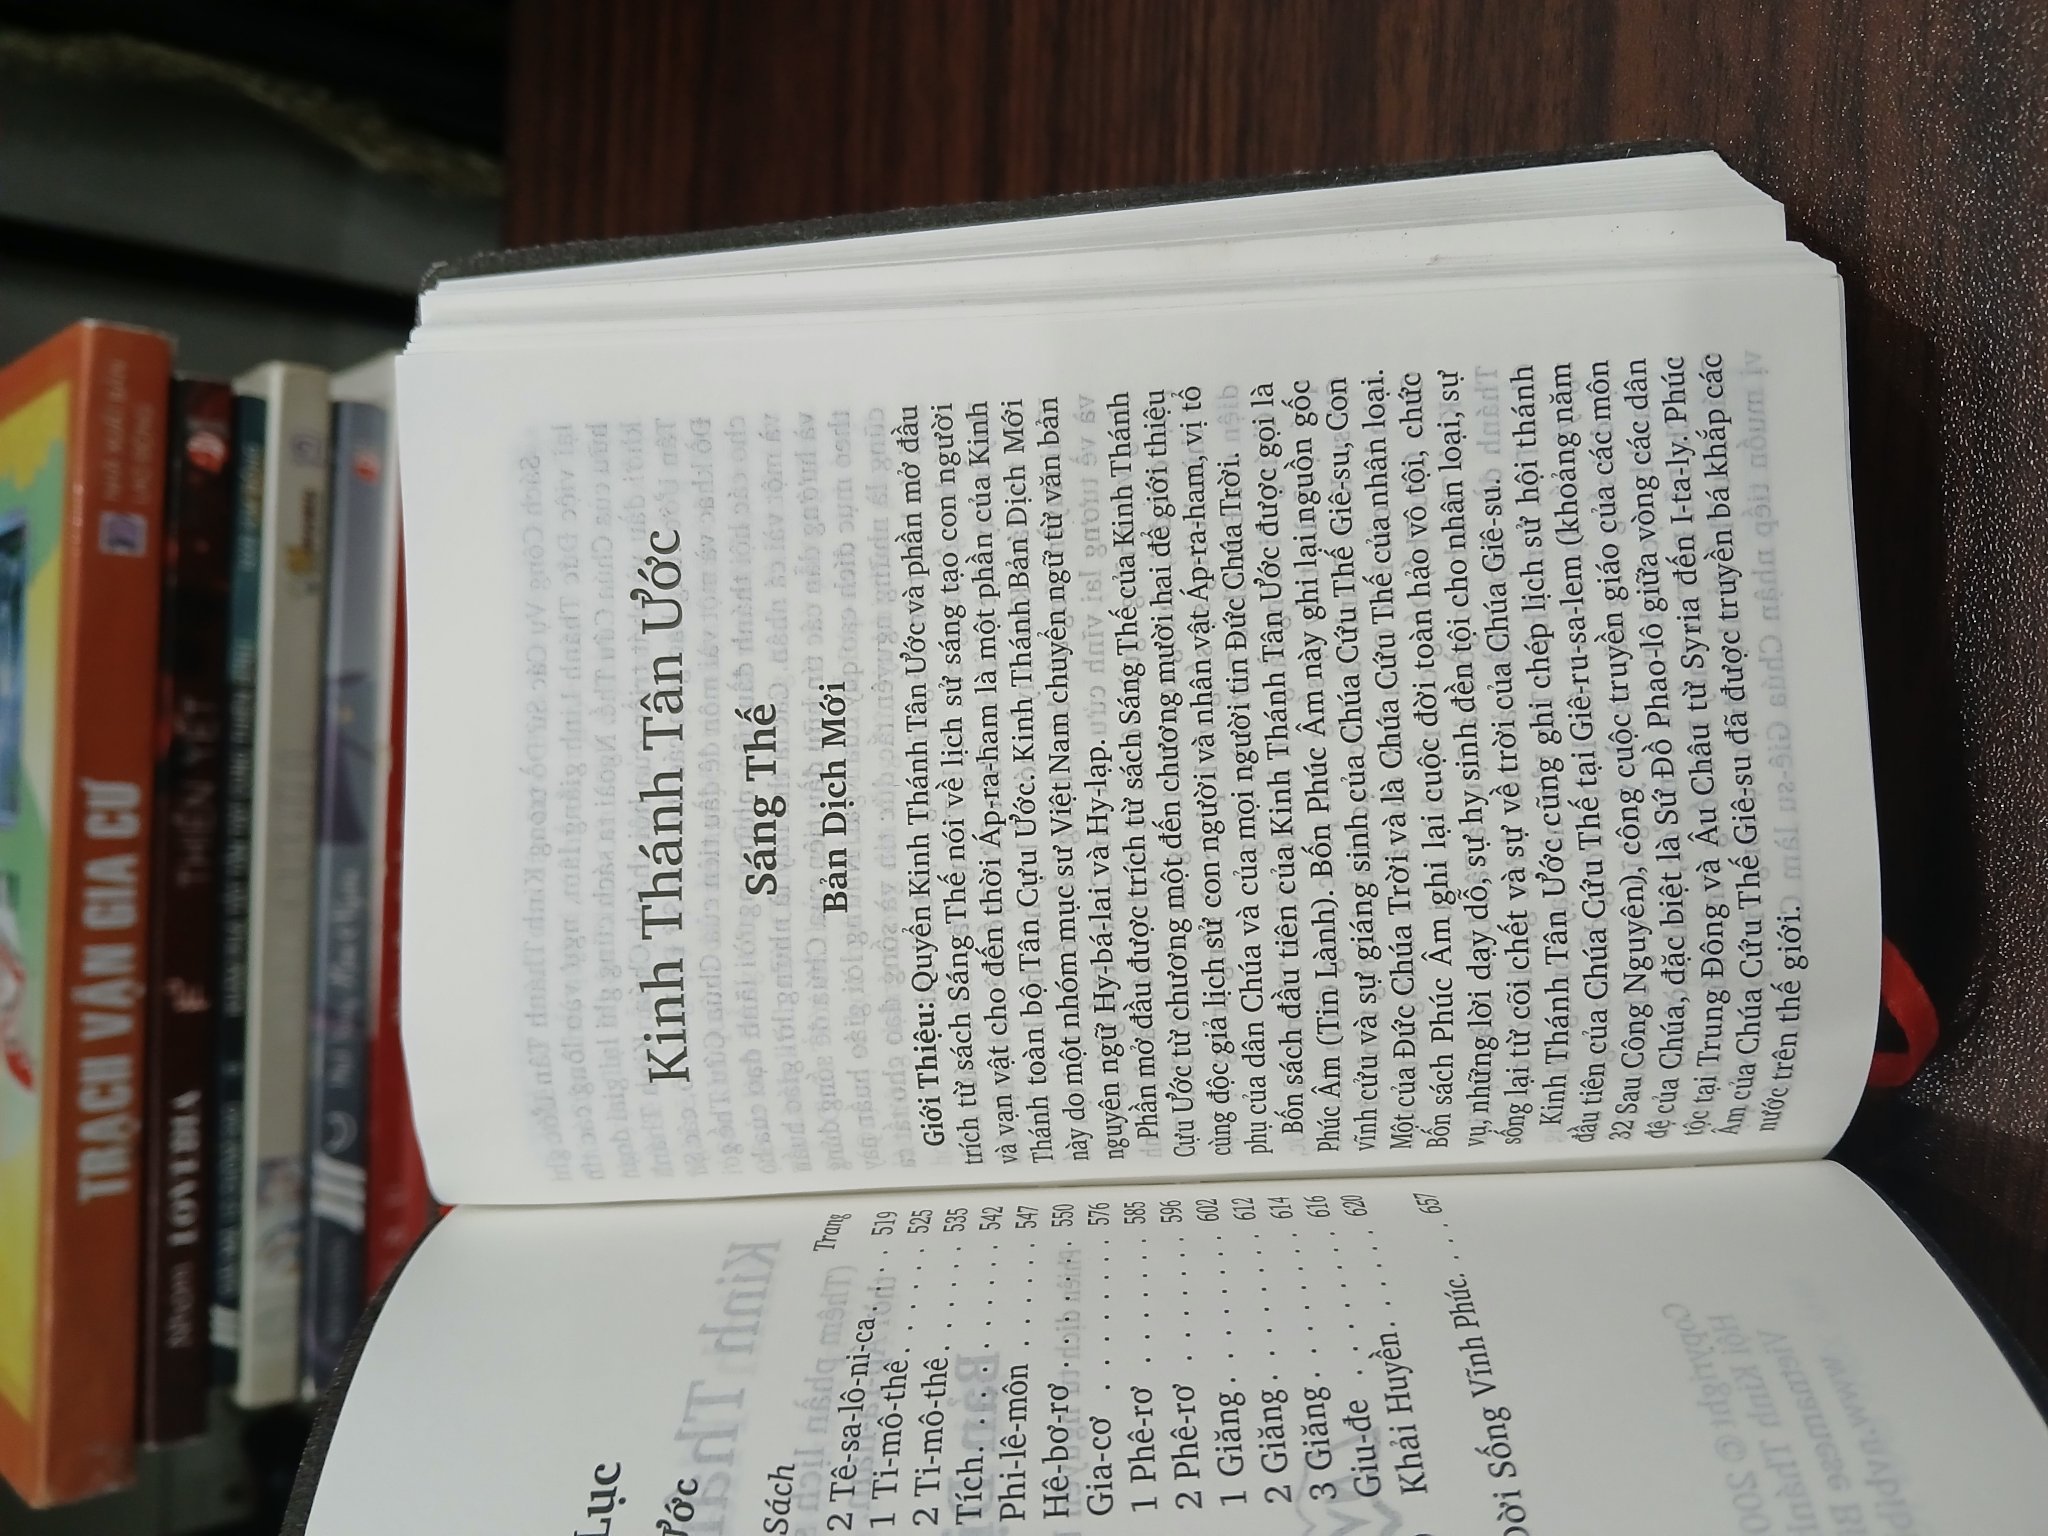 TRẠCH VẬN GIA CƯ
THIÊN YẾT
Lục
ước
Sách
Trang
2 Tê-sa-lô-ni-ca. . . 519
1 Ti-mô-thê . . . . . . 525
2 Ti-mô-thê . . . . . . 535
Tích. . . . . . . . 542
Phi-lê-môn . . . . . . 547
Hê-bơ-rơ . . . . . . . 550
Gia-cơ . . . . . . . . 576
1 Phê-rơ . . . . . . . 585
2 Phê-rơ . . . . . . . 596
1 Giăng . . . . . . . . 602
2 Giăng . . . . . . . . 612
3 Giăng . . . . . . . . 614
Giu-đe . . . . . . . . 616
Khải Huyền. . . . . . 620
Đời Sống Vĩnh Phúc. . . . 657
Kinh Thánh Tân Ước
Sáng Thế
Bản Dịch Mới
Giới Thiệu: Quyển Kinh Thánh Tân Ước và phần mở đầu
trích từ sách Sáng Thế nói về lịch sử sáng tạo con người
và vạn vật cho đến thời Áp-ra-ham là một phần của Kinh
Thánh toàn bộ Tân Cựu Ước. Kinh Thánh Bản Dịch Mới
này do một nhóm mục sư Việt Nam chuyển ngữ từ văn bản
nguyên ngữ Hy-bá-lai và Hy-lạp.
Phần mở đầu được trích từ sách Sáng Thế của Kinh Thánh
Cựu Ước từ chương một đến chương mười hai để giới thiệu
cùng độc giả lịch sử con người và nhân vật Áp-ra-ham, vị tổ
phụ của dân Chúa và của mọi người tin Đức Chúa Trời.
Bốn sách đầu tiên của Kinh Thánh Tân Ước được gọi là
Phúc Âm (Tin Lành). Bốn Phúc Âm này ghi lại nguồn gốc
vĩnh cửu và sự giáng sinh của Chúa Cứu Thế Giê-su, Con
Một của Đức Chúa Trời và là Chúa Cứu Thế của nhân loại.
Bốn sách Phúc Âm ghi lại cuộc đời toàn hảo vô tội, chức
vụ, những lời dạy dỗ, sự hy sinh đền tội cho nhân loại, sự
sống lại từ cõi chết và sự về trời của Chúa Giê-su.
Kinh Thánh Tân Ước cũng ghi chép lịch sử hội thánh
đầu tiên của Chúa Cứu Thế tại Giê-ru-sa-lem (khoảng năm
32 Sau Công Nguyên), công cuộc truyền giáo của các môn
đệ của Chúa, đặc biệt là Sứ Đồ Phao-lô giữa vòng các dân
tộc tại Trung Đông và Âu Châu từ Syria đến I-ta-ly. Phúc
Âm của Chúa Cứu Thế Giê-su đã được truyền bá khắp các
nước trên thế giới.